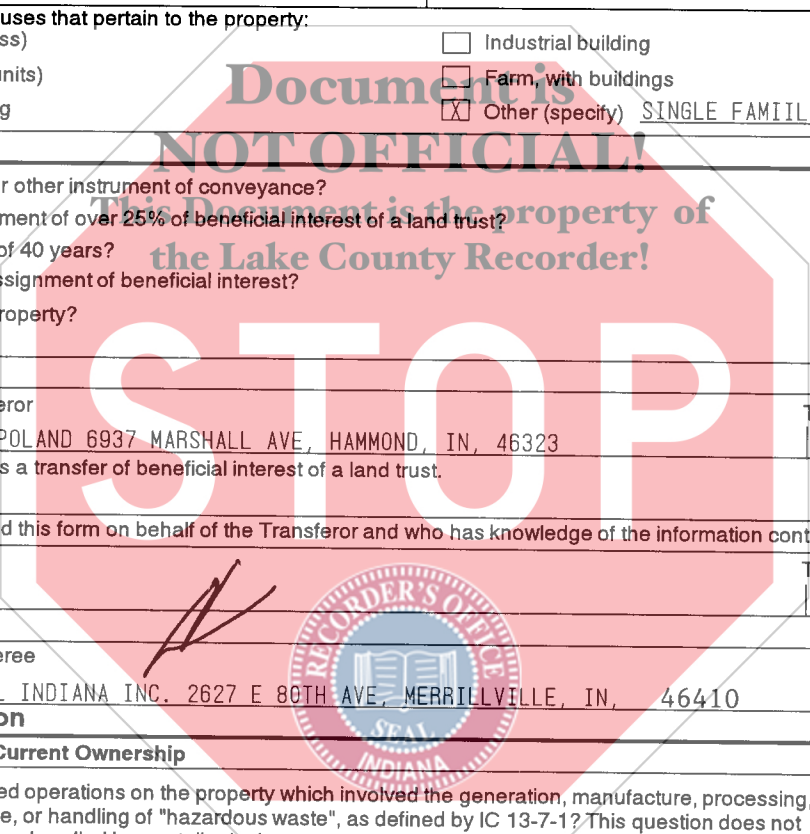 uses that pertain to the property:
ss)
Industrial building
units)
Farm, with buildings
g
X Other (specify) SINGLE FAMIIL
Document is
NOT OFFICIAL!
This Document is the property of
the Lake County Recorder!
r other instrument of conveyance?
ment of over 25% of beneficial interest of a land trust?
of 40 years?
ssignment of beneficial interest?
roperty?
STOP
eror
POLAND 6937 MARSHALL AVE, HAMMOND, IN, 46323
s a transfer of beneficial interest of a land trust.
d this form on behalf of the Transferor and who has knowledge of the information cont
RECORDER'S OFFICE
SEAL
INDIANA
eree
L INDIANA INC. 2627 E 80TH AVE, MERRILLVILLE, IN, 46410
on
Current Ownership
ed operations on the property which involved the generation, manufacture, processing,
e, or handling of "hazardous waste", as defined by IC 13-7-1? This question does not